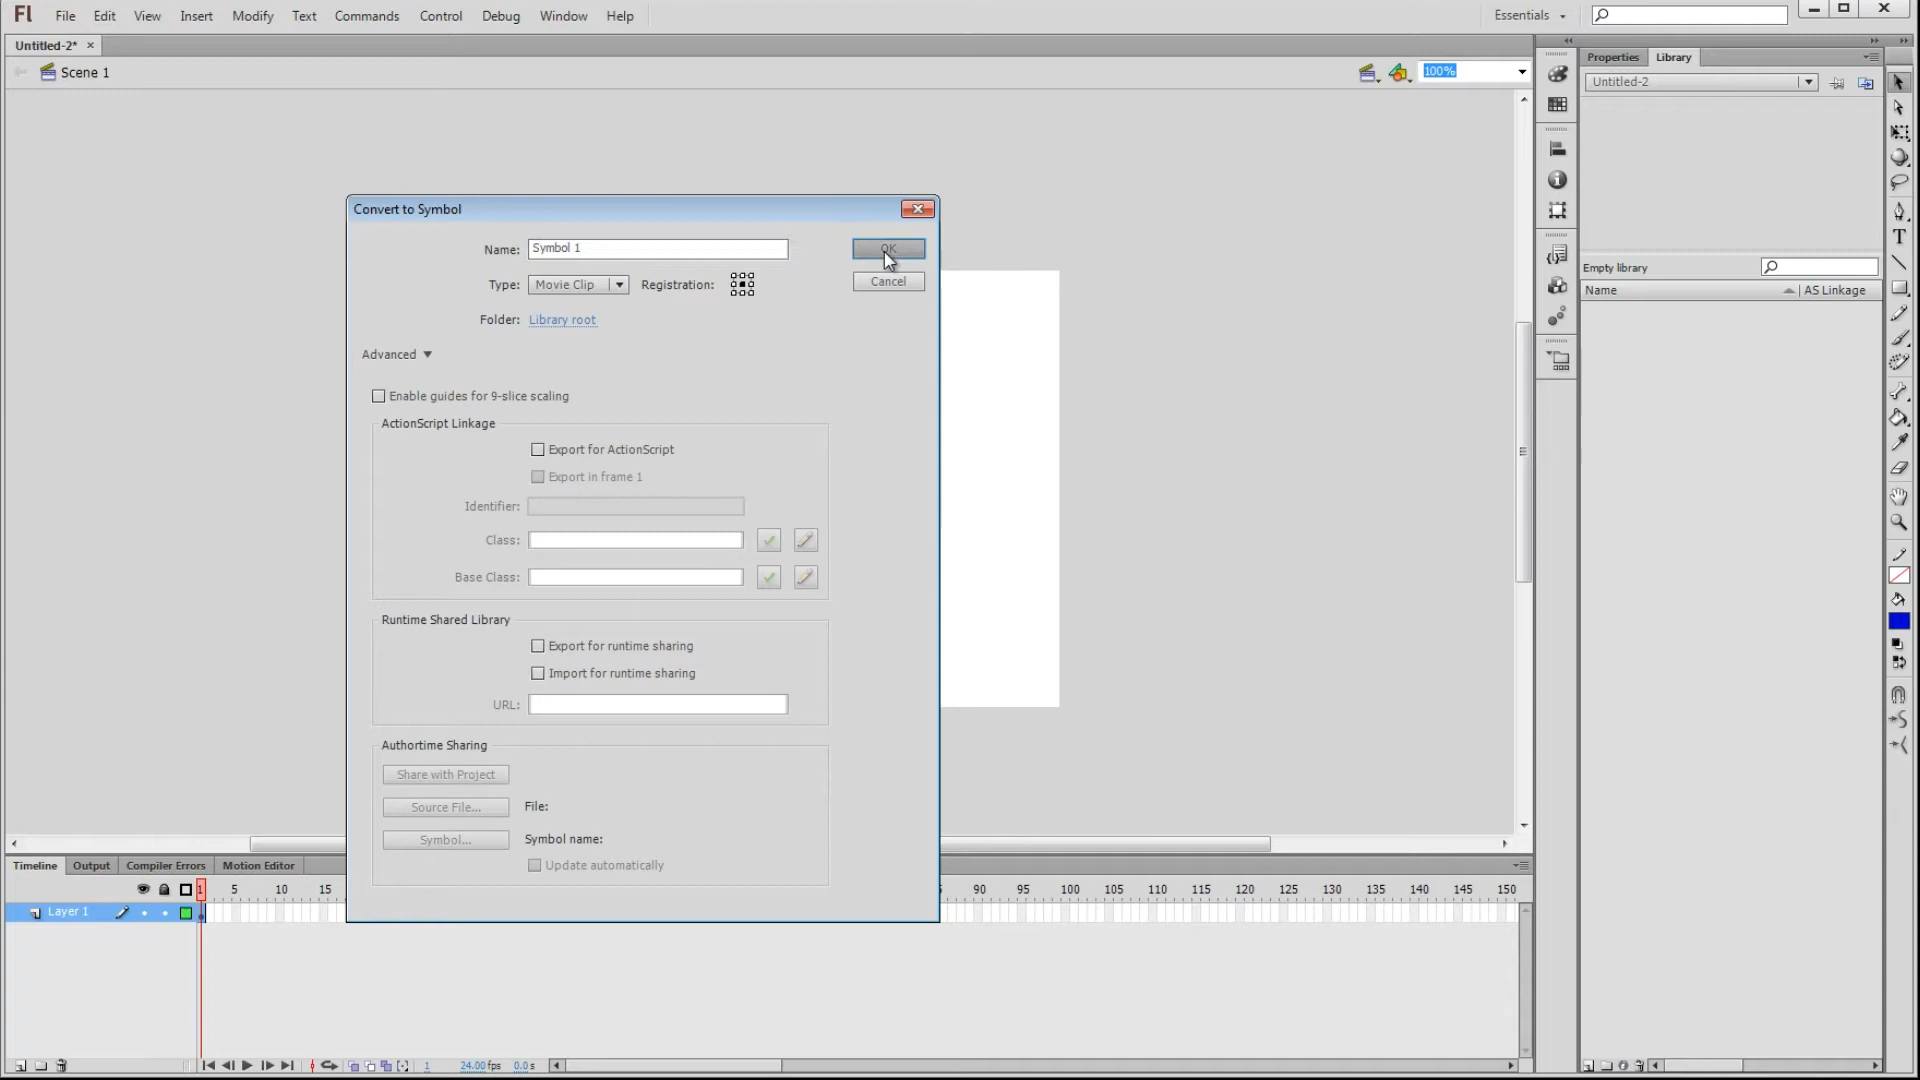 Fl File Edit View Insert Modify Text Commands Control Debug Window Help Essentials
Untitled-2*
Scene 1 100%
Properties Library
Untitled-2
Empty library
Name AS Linkage
Convert to Symbol
Name: Symbol 1 OK
Type: Movie Clip Registration:
Cancel
Folder: Library root
Advanced
Enable guides for 9-slice scaling
ActionScript Linkage
Export for ActionScript
Export in frame 1
Identifier:
Class:
Base Class:
Runtime Shared Library
Export for runtime sharing
Import for runtime sharing
URL:
Authortime Sharing
Share with Project
Source File... File:
Symbol... Symbol name:
Update automatically
Timeline Output Compiler Errors Motion Editor
1 5 10 15 90 95 100 105 110 115 120 125 130 135 140 145 150
Layer 1
1 24.00fps 0.0s